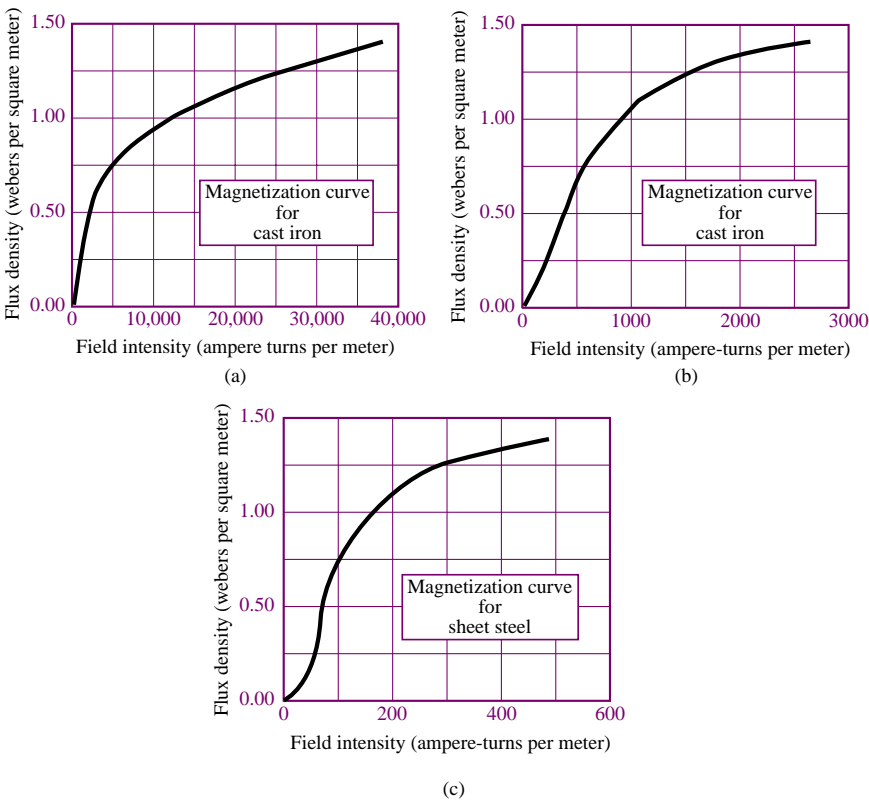 Flux density (webers per square meter)
1.50
1.00
0.50
0.00
0
10,000
20,000
30,000
40,000
Magnetization curve
for
cast iron
Field intensity (ampere turns per meter)
(a)
Flux density (webers per square meter)
1.50
1.00
0.50
0.00
0
1000
2000
3000
Magnetization curve
for
cast iron
Field intensity (ampere-turns per meter)
(b)
Flux density (webers per square meter)
1.50
1.00
0.50
0.00
0
200
400
600
Magnetization curve
for
sheet steel
Field intensity (ampere-turns per meter)
(c)